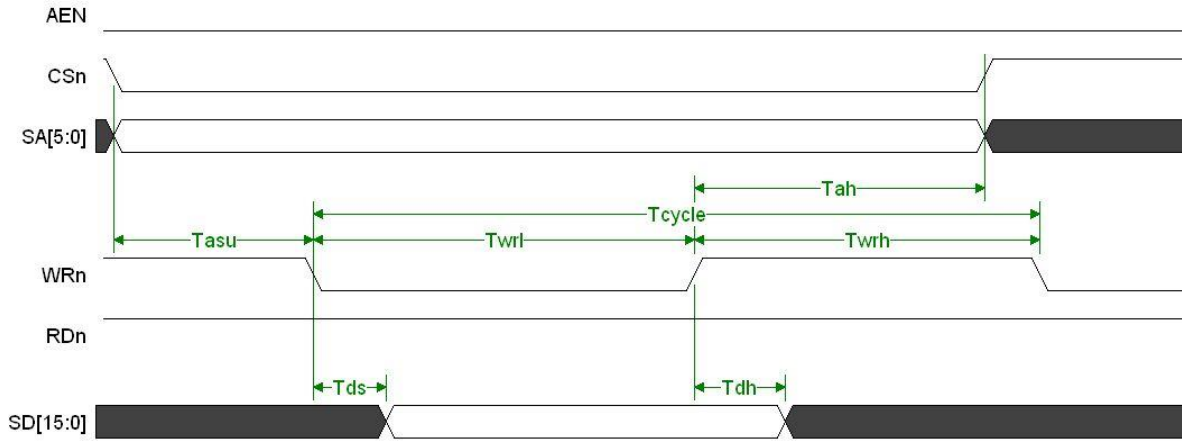 AEN
CSn
SA[5:0]
Tah
Tcycle
Tasu Twrl Twrh
WRn
RDn
Tds Tdh
SD[15:0]